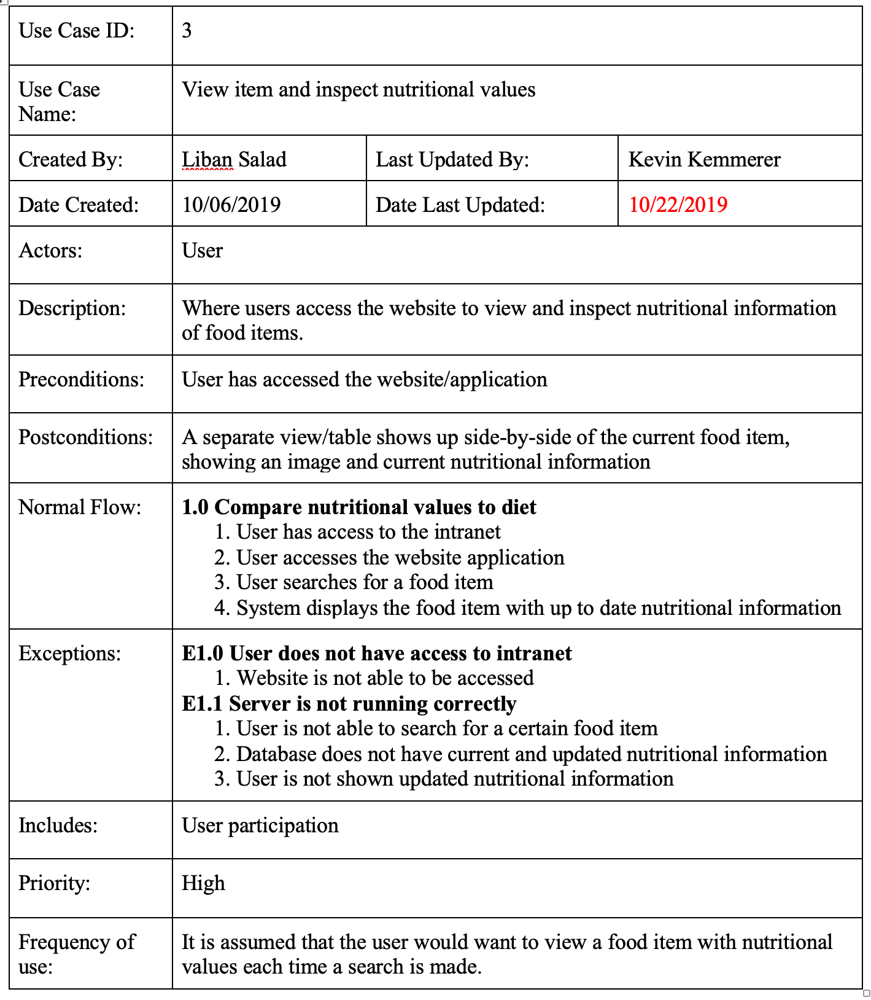 Use Case ID: 3
Use Case
Name:
View item and inspect nutritional values
Created By: Liban Salad Last Updated By: Kevin Kemmerer
Date Created: 10/06/2019 Date Last Updated: 10/22/2019
Actors: User
Description:
Where users access the website to view and inspect nutritional information
of food items.
Preconditions: User has accessed the website/application
Postconditions:
A separate view/table shows up side-by-side of the current food item,
showing an image and current nutritional information
Normal Flow:
1.0 Compare nutritional values to diet
1. User has access to the intranet
2. User accesses the website application
3. User searches for a food item
4. System displays the food item with up to date nutritional information
Exceptions:
E1.0 User does not have access to intranet
1. Website is not able to be accessed
E1.1 Server is not running correctly
1. User is not able to search for a certain food item
2. Database does not have current and updated nutritional information
3. User is not shown updated nutritional information
Includes: User participation
Priority: High
Frequency of
use:
It is assumed that the user would want to view a food item with nutritional
values each time a search is made.